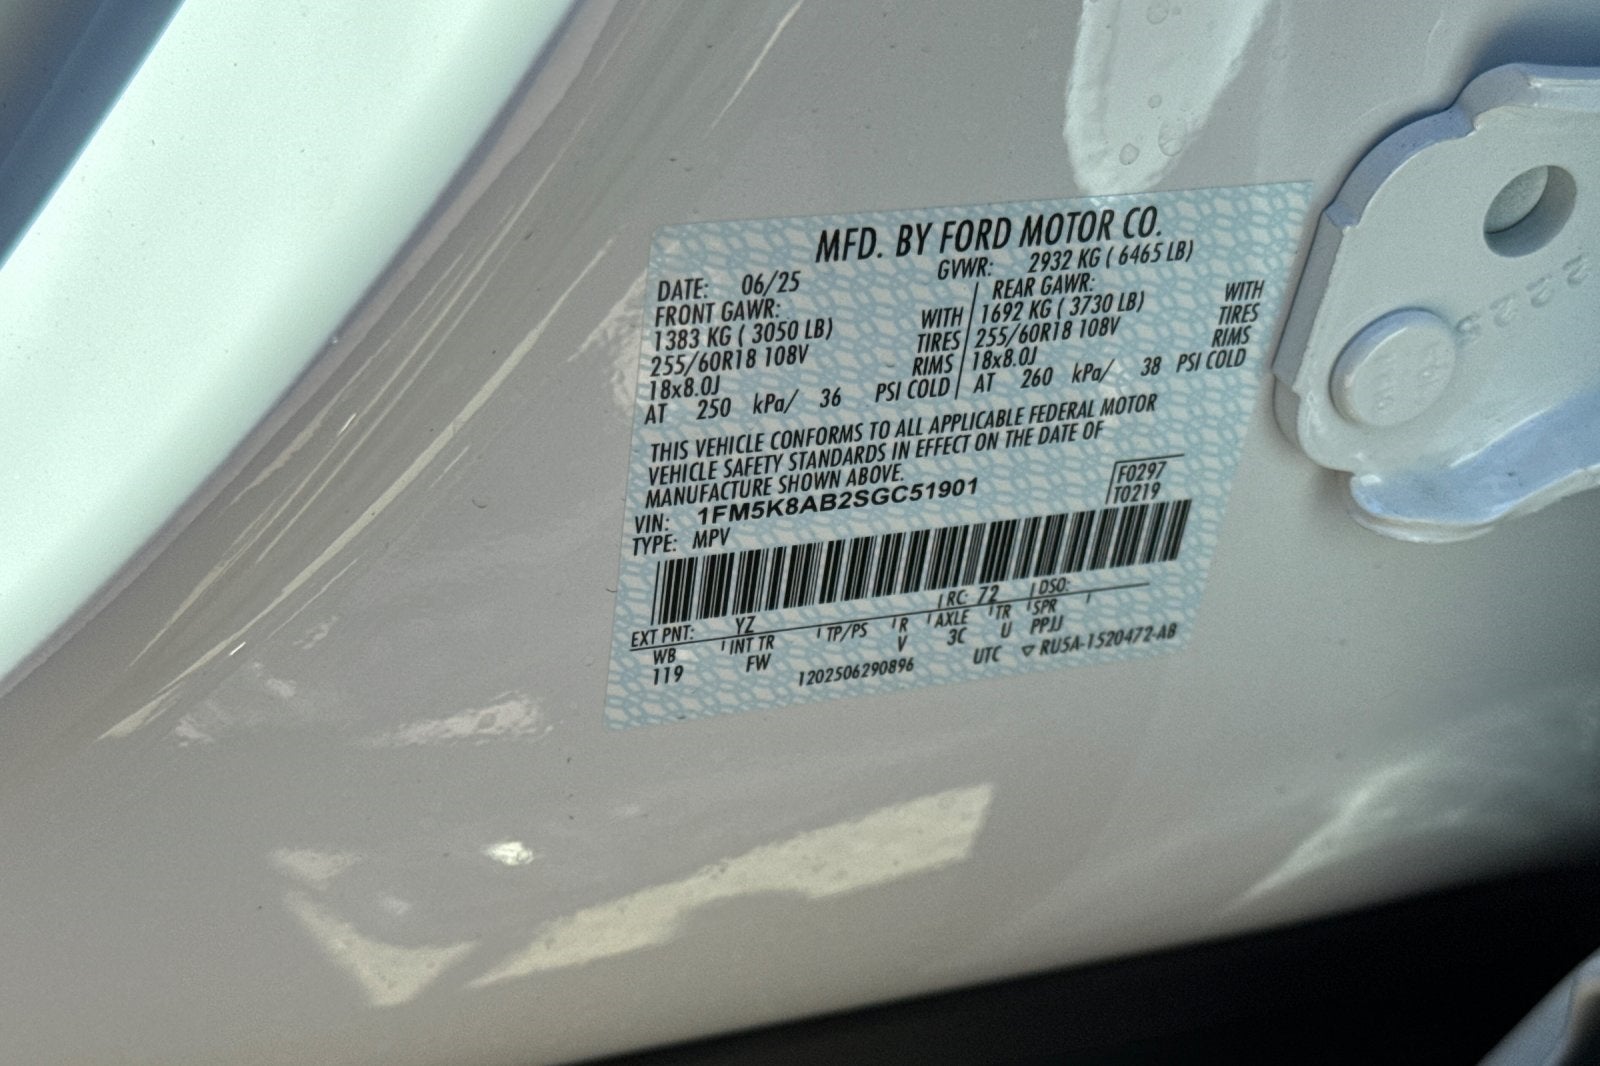 MFD. BY FORD MOTOR CO.
DATE: 06/25 GVWR: 2932 KG ( 6465 LB)
FRONT GAWR: REAR GAWR:
1383 KG ( 3050 LB) WITH 1692 KG ( 3730 LB) WITH
255/60R18 108V TIRES 255/60R18 108V TIRES
18x8.0J RIMS 18x8.0J RIMS
AT 250 kPa/ 36 PSI COLD AT 260 kPa/ 38 PSI COLD
THIS VEHICLE CONFORMS TO ALL APPLICABLE FEDERAL MOTOR
VEHICLE SAFETY STANDARDS IN EFFECT ON THE DATE OF
MANUFACTURE SHOWN ABOVE.
VIN: 1FM5K8AB2SGC51901 F0297
TYPE: MPV T0219
EXT PNT: YZ RC: 72 DSO:
WB INT TR TP/PS R AXLE TR SPR
119 FW V 3C U PPJJ
1202506290896 UTC ▽ RU5A-1520472-AB